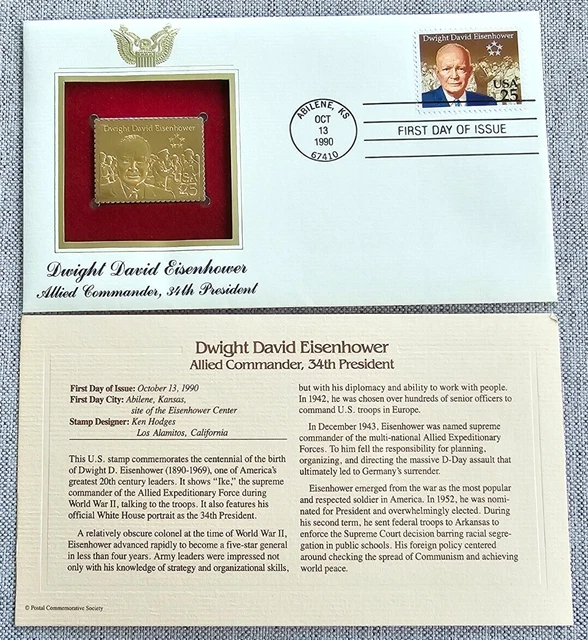 Dwight David Eisenhower
USA
25
Dwight David Eisenhower
USA
25
ABILENE, KS
OCT
13
1990
67410
FIRST DAY OF ISSUE
Dwight David Eisenhower
Allied Commander, 34th President
Dwight David Eisenhower
Allied Commander, 34th President
First Day of Issue: October 13, 1990
First Day City: Abilene, Kansas,
site of the Eisenhower Center
Stamp Designer: Ken Hodges
Los Alamitos, California
This U.S. stamp commemorates the centennial of the birth
of Dwight D. Eisenhower (1890-1969), one of America's
greatest 20th century leaders. It shows "Ike," the supreme
commander of the Allied Expeditionary Force during
World War II, talking to the troops. It also features his
official White House portrait as the 34th President.
A relatively obscure colonel at the time of World War II,
Eisenhower advanced rapidly to become a five-star general
in less than four years. Army leaders were impressed not
only with his knowledge of strategy and organizational skills,
but with his diplomacy and ability to work with people.
In 1942, he was chosen over hundreds of senior officers to
command U.S. troops in Europe.
In December 1943, Eisenhower was named supreme
commander of the multi-national Allied Expeditionary
Forces. To him fell the responsibility for planning,
organizing, and directing the massive D-Day assault that
ultimately led to Germany's surrender.
Eisenhower emerged from the war as the most popular
and respected soldier in America. In 1952, he was nomi-
nated for President and overwhelmingly elected. During
his second term, he sent federal troops to Arkansas to
enforce the Supreme Court decision barring racial segre-
gation in public schools. His foreign policy centered
around checking the spread of Communism and achieving
world peace.
© Postal Commemorative Society